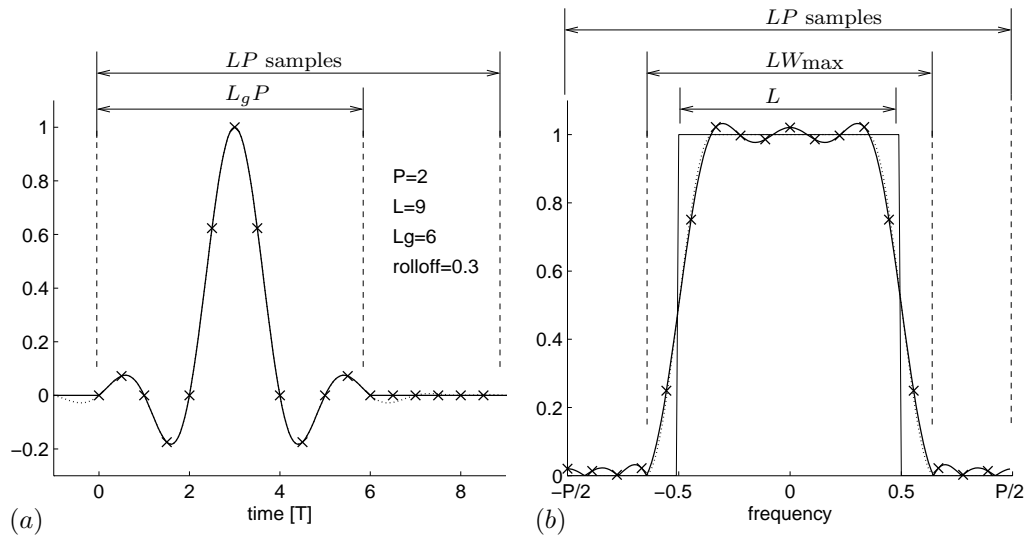 LP samples
L_gP
1
0.8
0.6
0.4
0.2
0
−0.2
P=2
L=9
Lg=6
rolloff=0.3
0 2 4 6 8
time [T]
(a)
LP samples
LW_max
L
1
0.8
0.6
0.4
0.2
0
−P/2 −0.5 0 0.5 P/2
frequency
(b)